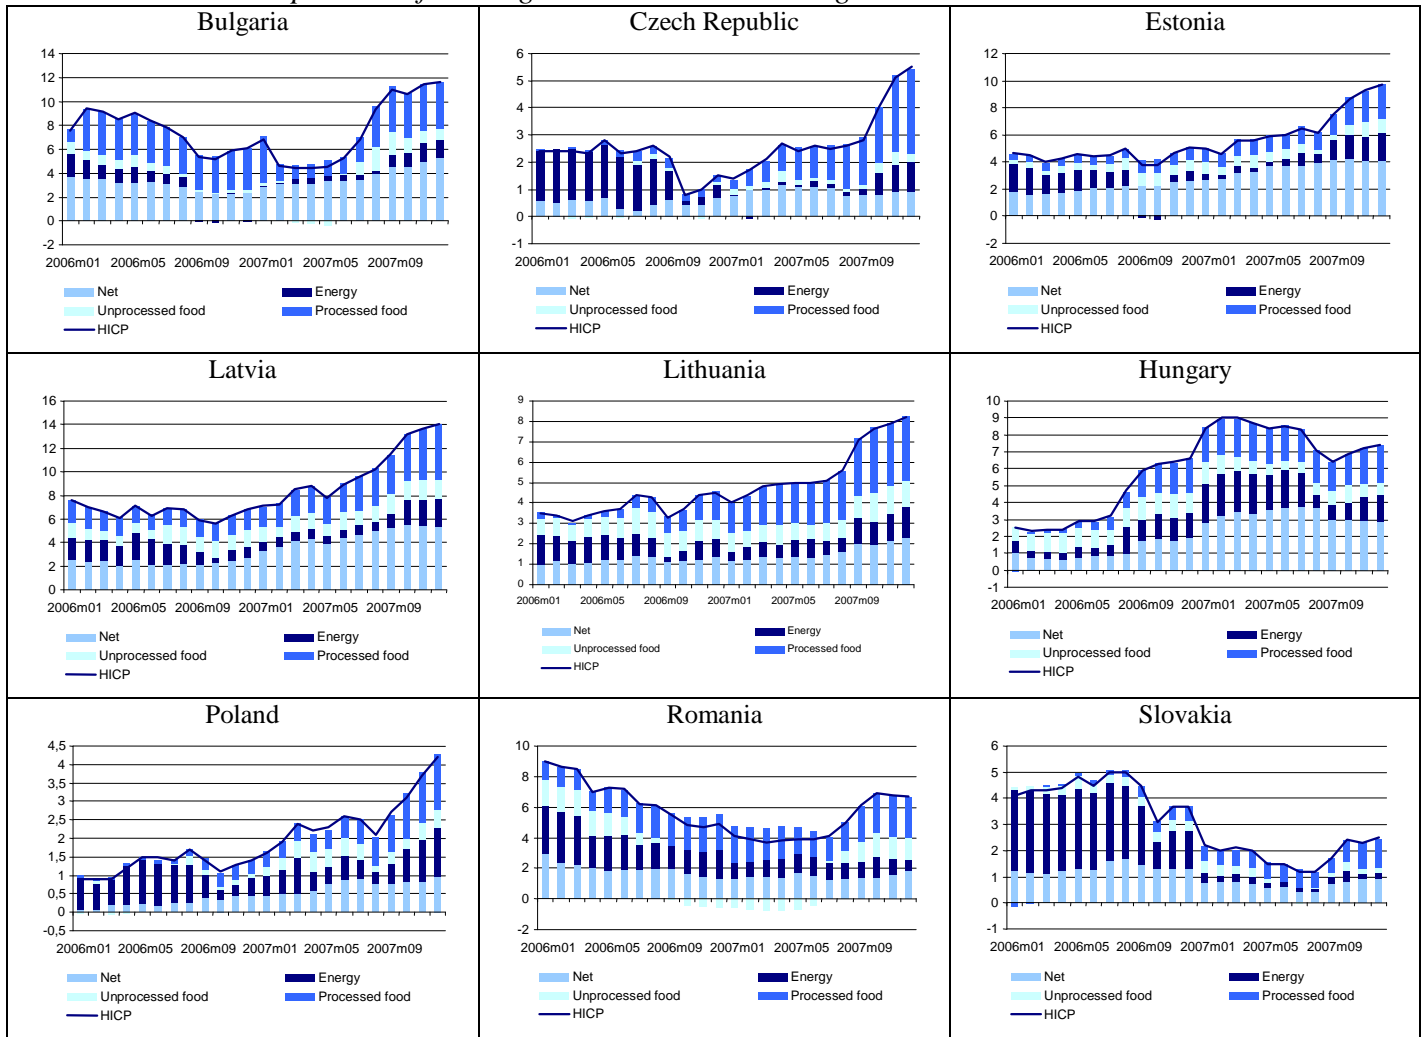 Bulgaria
14
12
10
8
6
4
2
0
-2
2006m01 2006m05 2006m09 2007m01 2007m05 2007m09
Net Energy
Unprocessed food Processed food
HICP
Czech Republic
6
5
4
3
2
1
0
-1
2006m01 2006m05 2006m09 2007m01 2007m05 2007m09
Net Energy
Unprocessed food Processed food
HICP
Estonia
12
10
8
6
4
2
0
-2
2006m01 2006m05 2006m09 2007m01 2007m05 2007m09
Net Energy
Unprocessed food Processed food
HICP
Latvia
16
14
12
10
8
6
4
2
0
2006m01 2006m05 2006m09 2007m01 2007m05 2007m09
Net Energy
Unprocessed food Processed food
HICP
Lithuania
9
8
7
6
5
4
3
2
1
0
2006m01 2006m05 2006m09 2007m01 2007m05 2007m09
Net Energy
Unprocessed food Processed food
HICP
Hungary
10
9
8
7
6
5
4
3
2
1
0
-1
2006m01 2006m05 2006m09 2007m01 2007m05 2007m09
Net Energy
Unprocessed food Processed food
HICP
Poland
4,5
4
3,5
3
2,5
2
1,5
1
0,5
0
-0,5
2006m01 2006m05 2006m09 2007m01 2007m05 2007m09
Net Energy
Unprocessed food Processed food
HICP
Romania
10
8
6
4
2
0
-2
2006m01 2006m05 2006m09 2007m01 2007m05 2007m09
Net Energy
Unprocessed food Processed food
HICP
Slovakia
6
5
4
3
2
1
0
-1
2006m01 2006m05 2006m09 2007m01 2007m05 2007m09
Net Energy
Unprocessed food Processed food
HICP